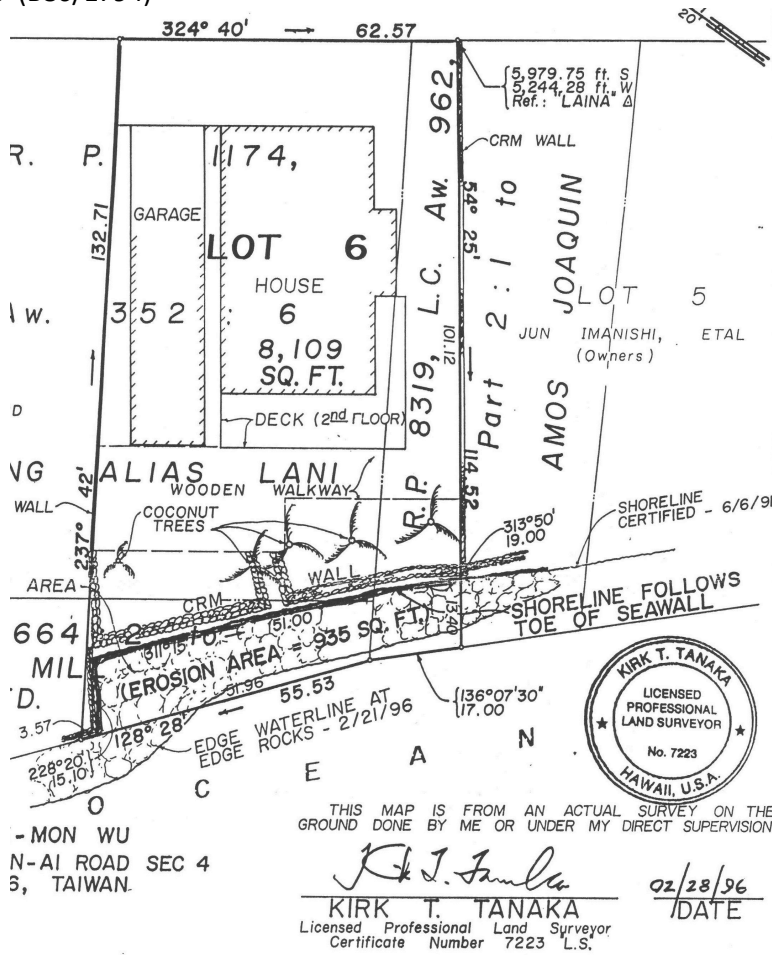 324° 40'
62.57
20'
5,979.75 ft. S
5,244.28 ft. W
Ref.: "LAINA" Δ
CRM WALL
R. P. 1174,
8319, L.C. Aw. 962,
R. P.
Part 2 : 1 to
AMOS JOAQUIN
54° 25'
101.12
114.52
132.71
237° 42'
GARAGE
LOT 6
HOUSE
6
8,109
SQ. FT.
LOT 5
JUN IMANISHI, ETAL
(Owners)
352 :
DECK (2nd FLOOR)
NG ALIAS LANI
WALL
WOODEN WALKWAY
COCONUT
TREES
SHORELINE
CERTIFIED - 6/6/91
313°50'
19.00
AREA
CRM WALL
664 2
13.40
SHORELINE FOLLOWS
TOE OF SEAWALL
(51.00)
(EROSION AREA = 935 SQ. FT.
MIL
D.
51.96
55.53
128° 28'
{136°07'30"
17.00
3.57
228°20'
15.10
EDGE WATERLINE AT
EDGE ROCKS - 2/21/96
OCEAN
KIRK T. TANAKA
LICENSED
PROFESSIONAL
LAND SURVEYOR
No. 7223
HAWAII, U.S.A.
- MON WU
N-AI ROAD SEC 4
6, TAIWAN.
THIS MAP IS FROM AN ACTUAL SURVEY ON THE
GROUND DONE BY ME OR UNDER MY DIRECT SUPERVISION
Kirk T. Tanaka
02/28/96
KIRK T. TANAKA
DATE
Licensed Professional Land Surveyor
Certificate Number 7223 "L.S."